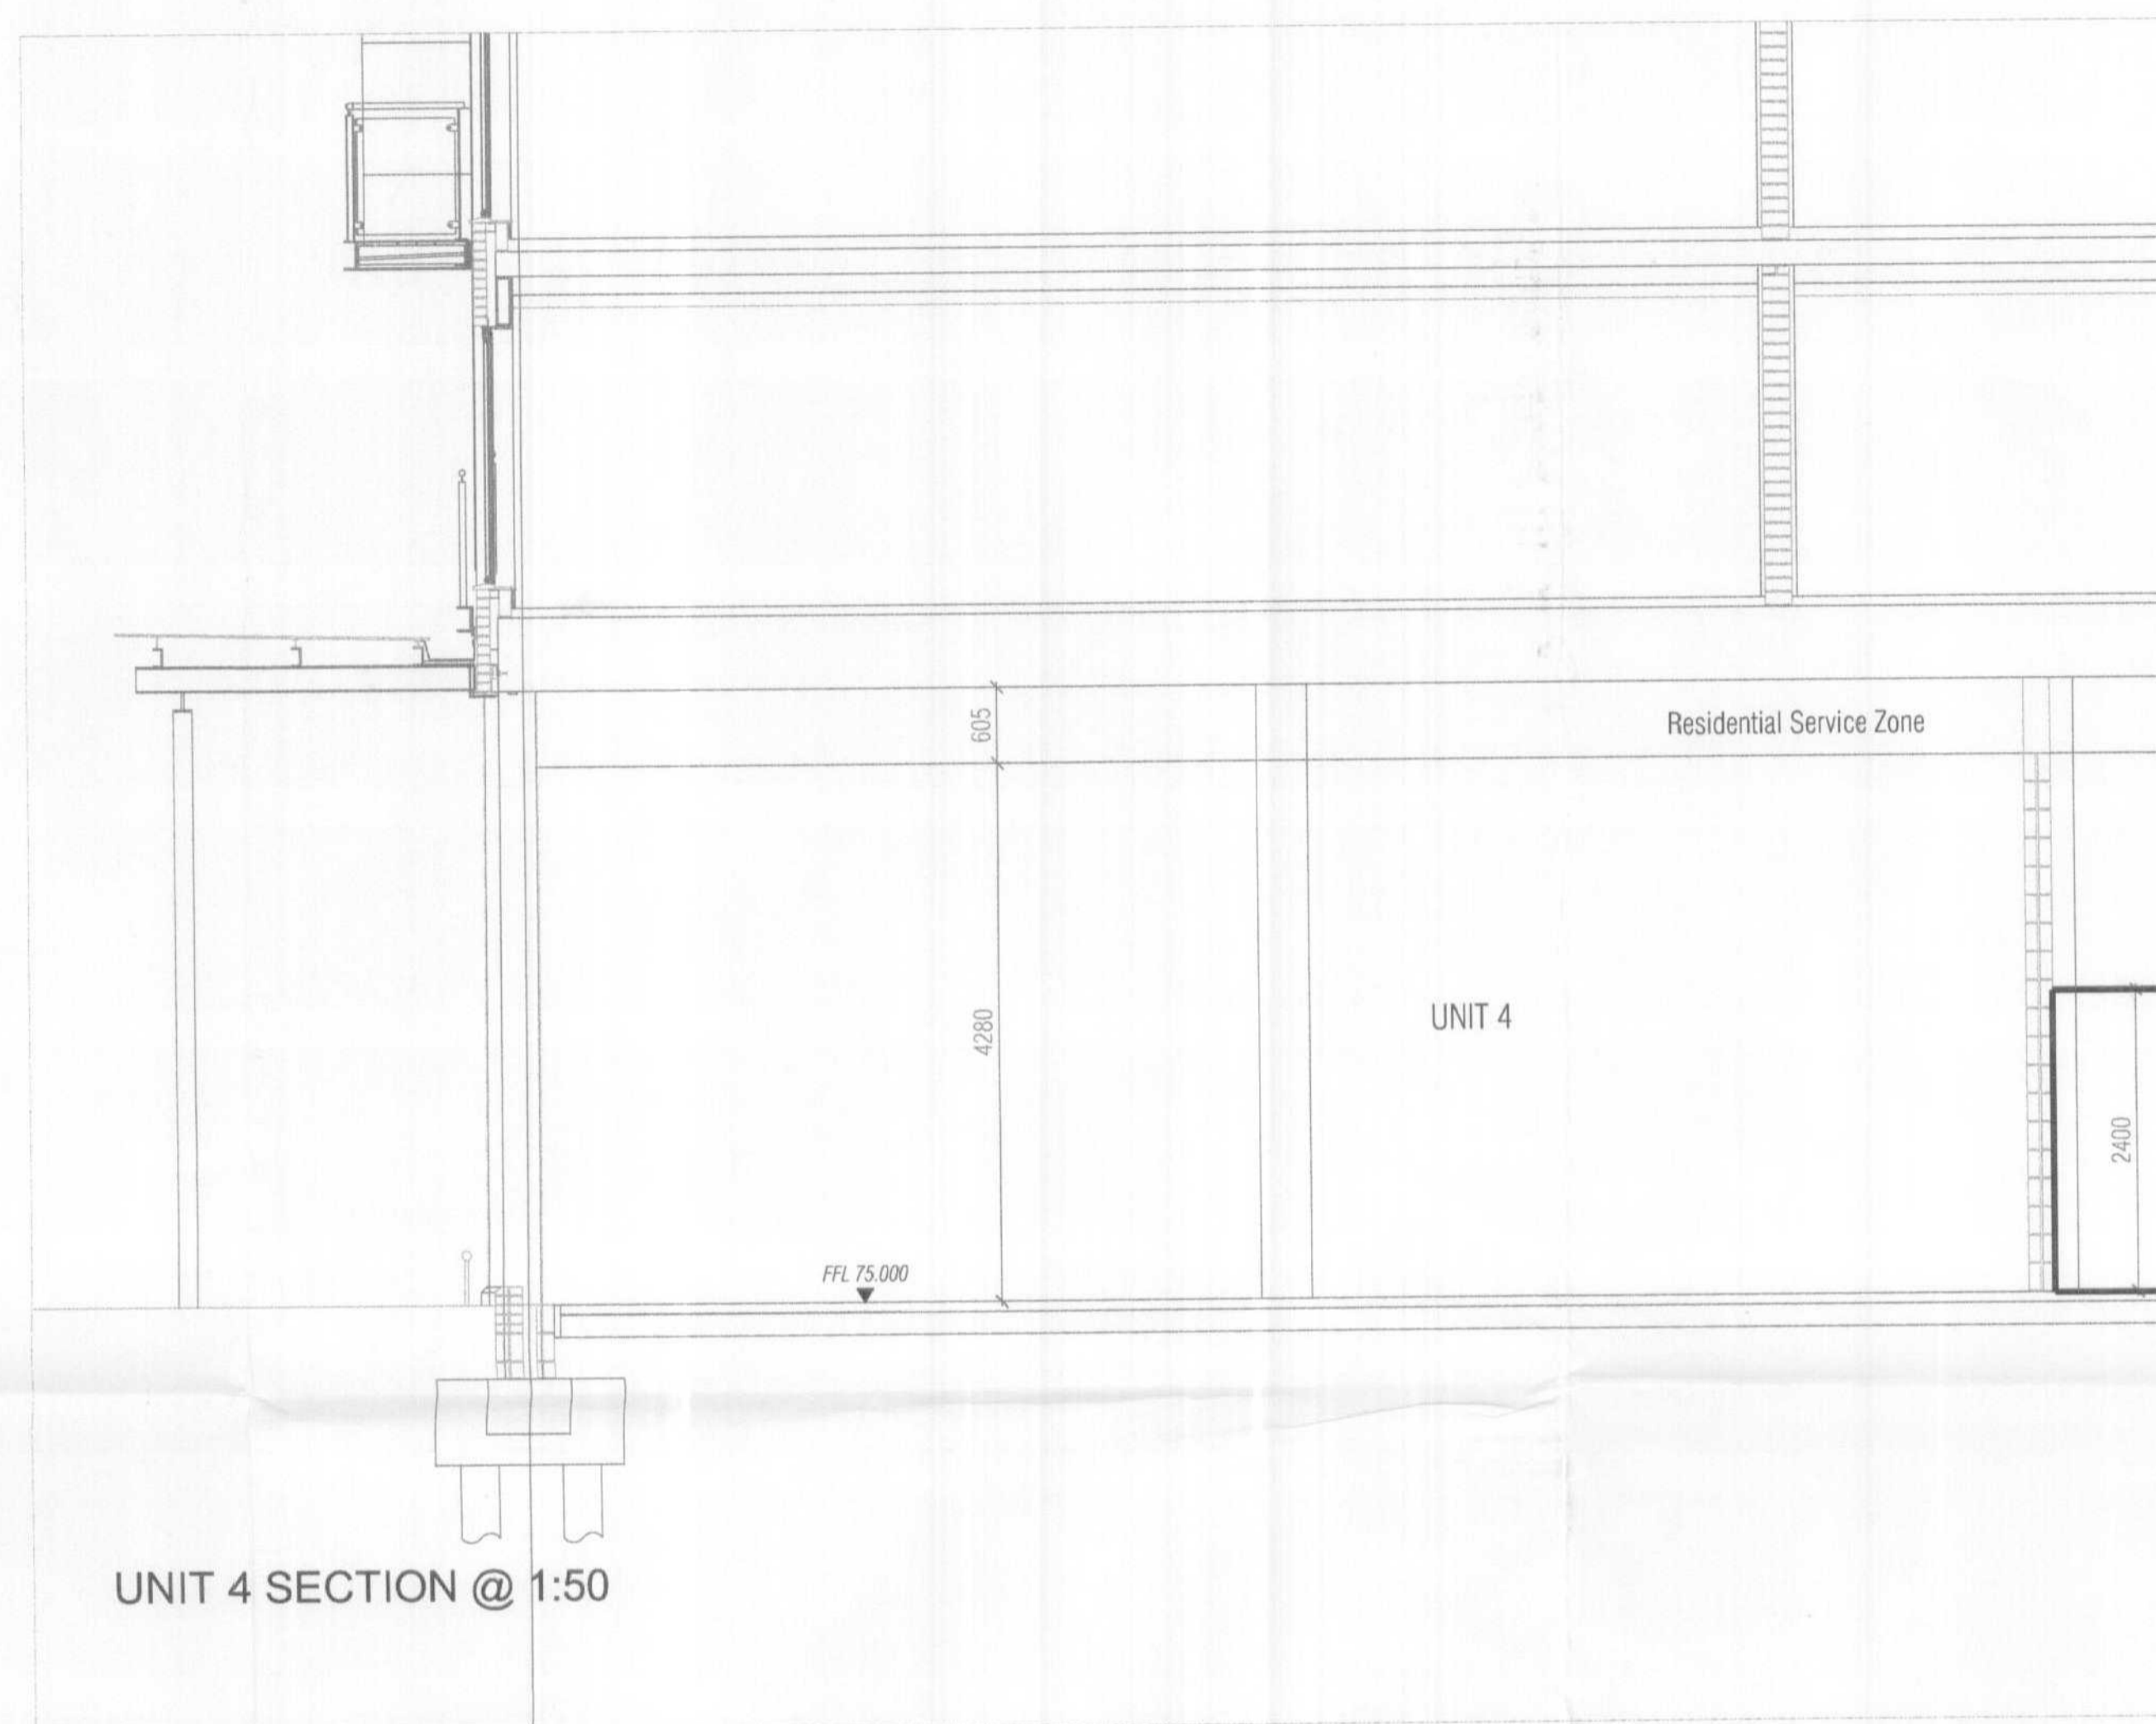 605
Residential Service Zone
4280
UNIT 4
2400
FFL 75.000
UNIT 4 SECTION @ 1:50